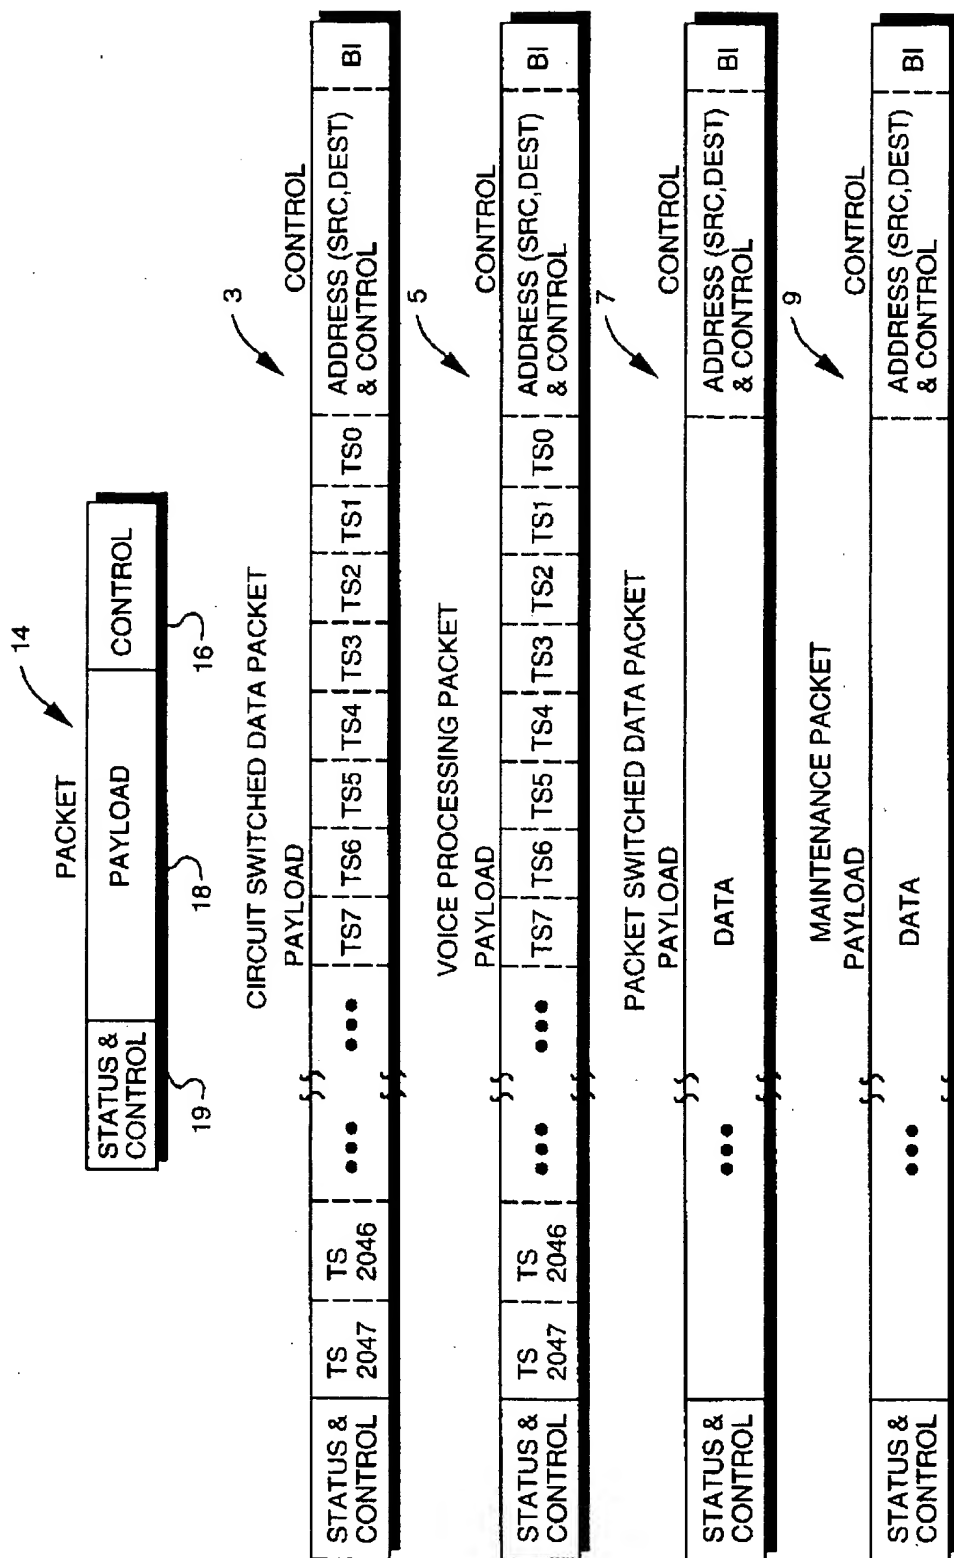 14
PACKET
STATUS &
CONTROL
PAYLOAD
CONTROL
19
18
16
CIRCUIT SWITCHED DATA PACKET
3
PAYLOAD
CONTROL
STATUS &
CONTROL
TS
2047
TS
2046
•••
•••
TS7
TS6
TS5
TS4
TS3
TS2
TS1
TS0
ADDRESS (SRC,DEST)
& CONTROL
BI
VOICE PROCESSING PACKET
5
PAYLOAD
CONTROL
STATUS &
CONTROL
TS
2047
TS
2046
•••
•••
TS7
TS6
TS5
TS4
TS3
TS2
TS1
TS0
ADDRESS (SRC,DEST)
& CONTROL
BI
PACKET SWITCHED DATA PACKET
7
PAYLOAD
CONTROL
STATUS &
CONTROL
•••
DATA
ADDRESS (SRC,DEST)
& CONTROL
BI
MAINTENANCE PACKET
9
PAYLOAD
CONTROL
STATUS &
CONTROL
•••
DATA
ADDRESS (SRC,DEST)
& CONTROL
BI